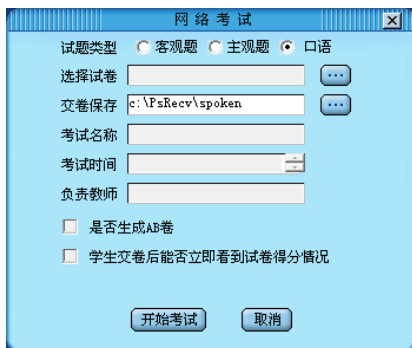 网络考试
试题类型 客观题 主观题 口语
选择试卷 ...
交卷保存 c:\PsRecv\spoken ...
考试名称
考试时间
负责教师
是否生成AB卷
学生交卷后能否立即看到试卷得分情况
开始考试 取消